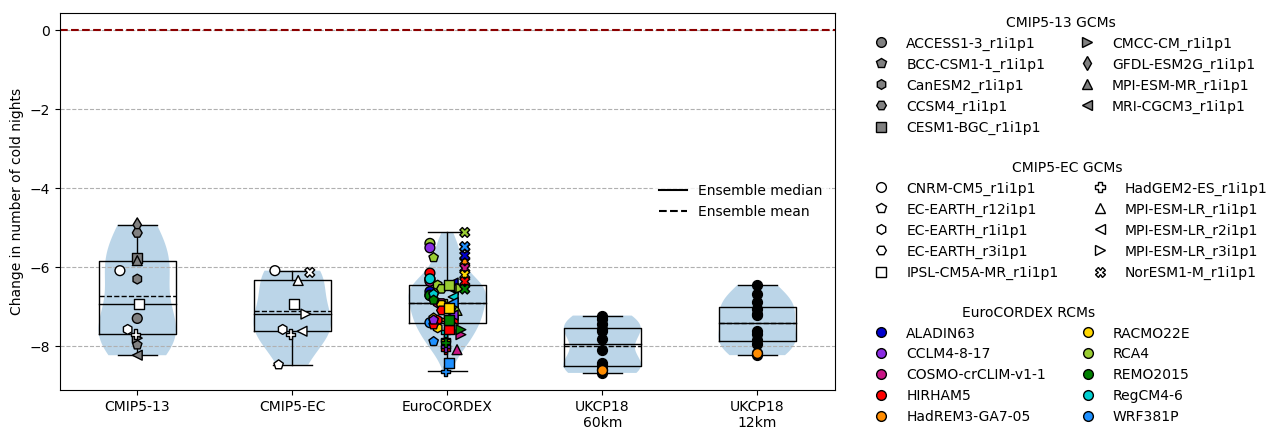 Change in number of cold nights
0
−2
−4
−6
−8
CMIP5-13
CMIP5-EC
EuroCORDEX
UKCP18
60km
UKCP18
12km
Ensemble median
Ensemble mean
CMIP5-13 GCMs
ACCESS1-3_r1i1p1
BCC-CSM1-1_r1i1p1
CanESM2_r1i1p1
CCSM4_r1i1p1
CESM1-BGC_r1i1p1
CMCC-CM_r1i1p1
GFDL-ESM2G_r1i1p1
MPI-ESM-MR_r1i1p1
MRI-CGCM3_r1i1p1
CMIP5-EC GCMs
CNRM-CM5_r1i1p1
EC-EARTH_r12i1p1
EC-EARTH_r1i1p1
EC-EARTH_r3i1p1
IPSL-CM5A-MR_r1i1p1
HadGEM2-ES_r1i1p1
MPI-ESM-LR_r1i1p1
MPI-ESM-LR_r2i1p1
MPI-ESM-LR_r3i1p1
NorESM1-M_r1i1p1
EuroCORDEX RCMs
ALADIN63
CCLM4-8-17
COSMO-crCLIM-v1-1
HIRHAM5
HadREM3-GA7-05
RACMO22E
RCA4
REMO2015
RegCM4-6
WRF381P